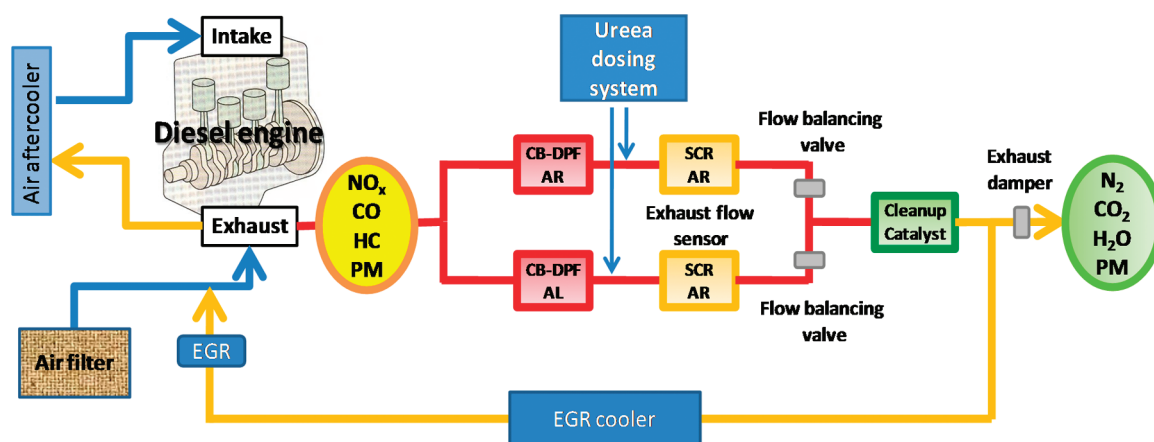 Air aftercooler
Intake
Diesel engine
Exhaust
Air filter
EGR
NOx
CO
HC
PM
Ureea
dosing
system
CB-DPF
AR
SCR
AR
Flow balancing
valve
Exhaust flow
sensor
CB-DPF
AL
SCR
AR
Flow balancing
valve
Cleanup
Catalyst
Exhaust
damper
N2
CO2
H2O
PM
EGR cooler